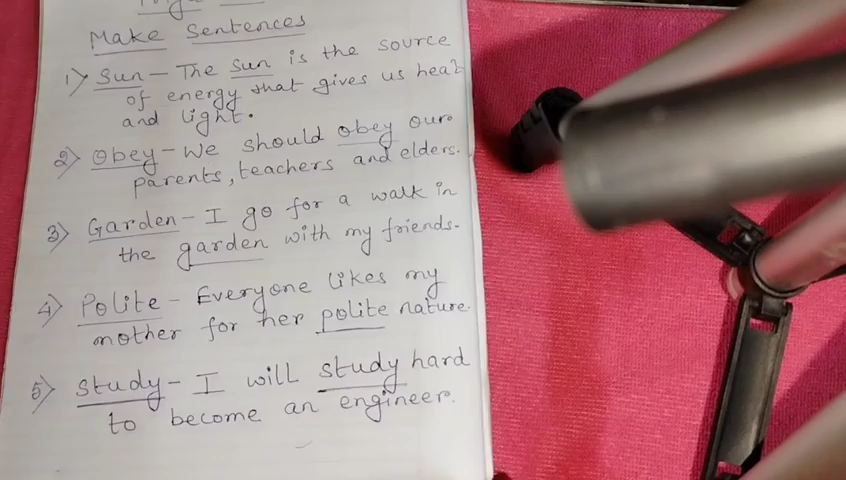 Make Sentences
1) Sun - The sun is the source
of energy that gives us heat
and light.
2) Obey - We should obey our
parents, teachers and elders.
3) Garden - I go for a walk in
the garden with my friends.
4) Polite - Everyone likes my
mother for her polite nature.
5) Study - I will study hard
to become an engineer.